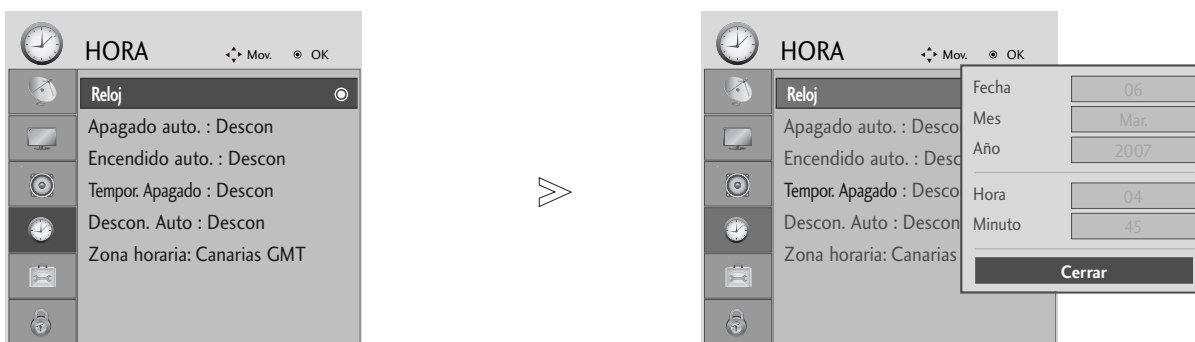 HORA Mov. OK
Reloj
Apagado auto. : Descon
Encendido auto. : Descon
Tempor. Apagado : Descon
Descon. Auto : Descon
Zona horaria: Canarias GMT
HORA Mov. OK
Reloj
Apagado auto. : Desco
Encendido auto. : Desc
Tempor. Apagado : Desco
Descon. Auto : Descon
Zona horaria: Canarias
Fecha 06
Mes Mar.
Año 2007
Hora 04
Minuto 45
Cerrar